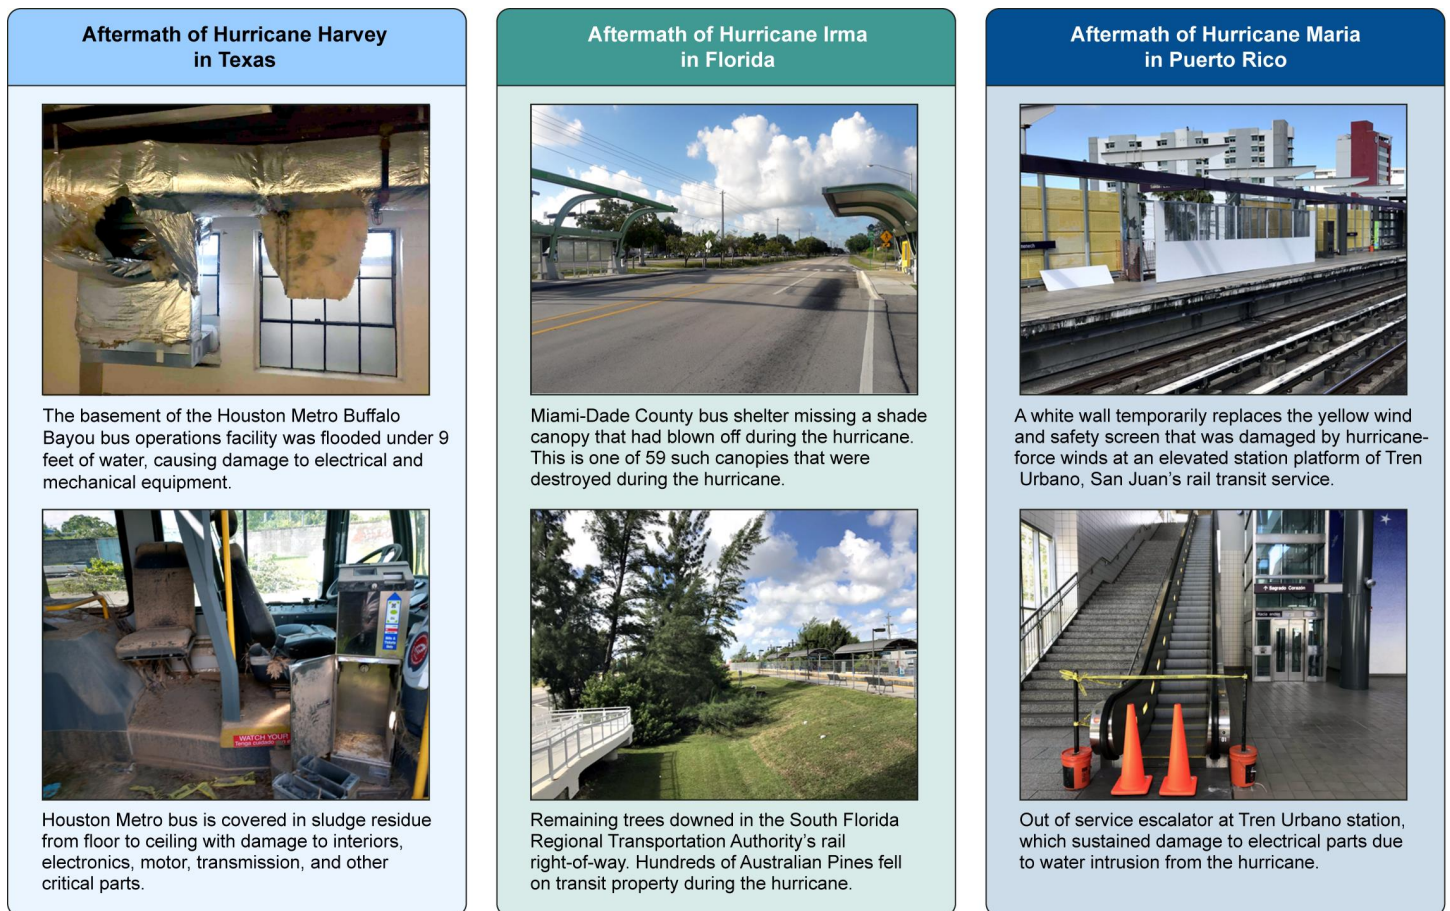 Aftermath of Hurricane Harvey
in Texas
The basement of the Houston Metro Buffalo
Bayou bus operations facility was flooded under 9
feet of water, causing damage to electrical and
mechanical equipment.
WATCH YOUR
Tenga cuidado
Houston Metro bus is covered in sludge residue
from floor to ceiling with damage to interiors,
electronics, motor, transmission, and other
critical parts.
Aftermath of Hurricane Irma
in Florida
Miami-Dade County bus shelter missing a shade
canopy that had blown off during the hurricane.
This is one of 59 such canopies that were
destroyed during the hurricane.
Remaining trees downed in the South Florida
Regional Transportation Authority’s rail
right-of-way. Hundreds of Australian Pines fell
on transit property during the hurricane.
Aftermath of Hurricane Maria
in Puerto Rico
A white wall temporarily replaces the yellow wind
and safety screen that was damaged by hurricane-
force winds at an elevated station platform of Tren
Urbano, San Juan’s rail transit service.
Sagrado Corazón
Out of service escalator at Tren Urbano station,
which sustained damage to electrical parts due
to water intrusion from the hurricane.